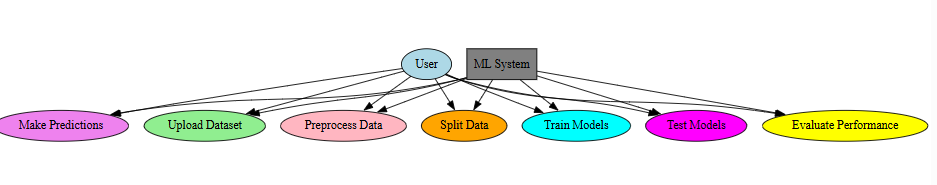 User
ML System
Make Predictions
Upload Dataset
Preprocess Data
Split Data
Train Models
Test Models
Evaluate Performance